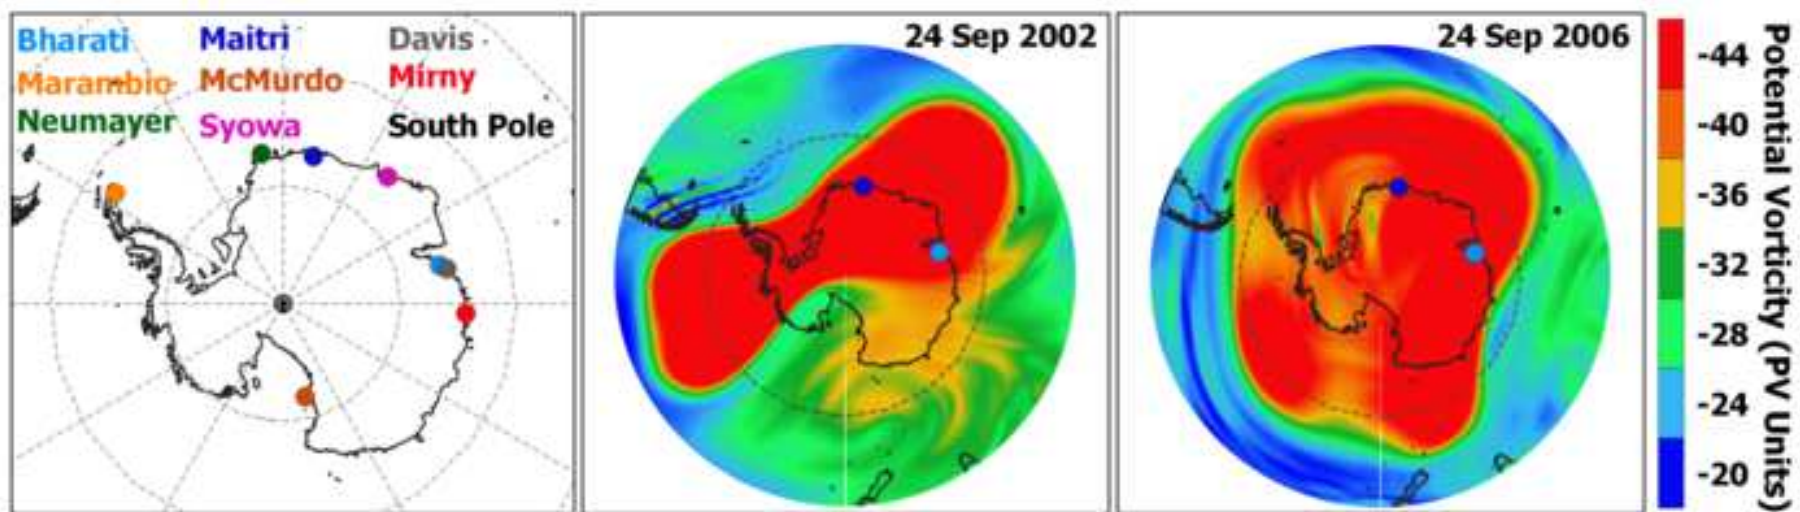 Bharati Maitri Davis
Marambio McMurdo Mirny
Neumayer Syowa South Pole
24 Sep 2002
24 Sep 2006
-44
-40
-36
-32
-28
-24
-20
Potential Vorticity (PV Units)